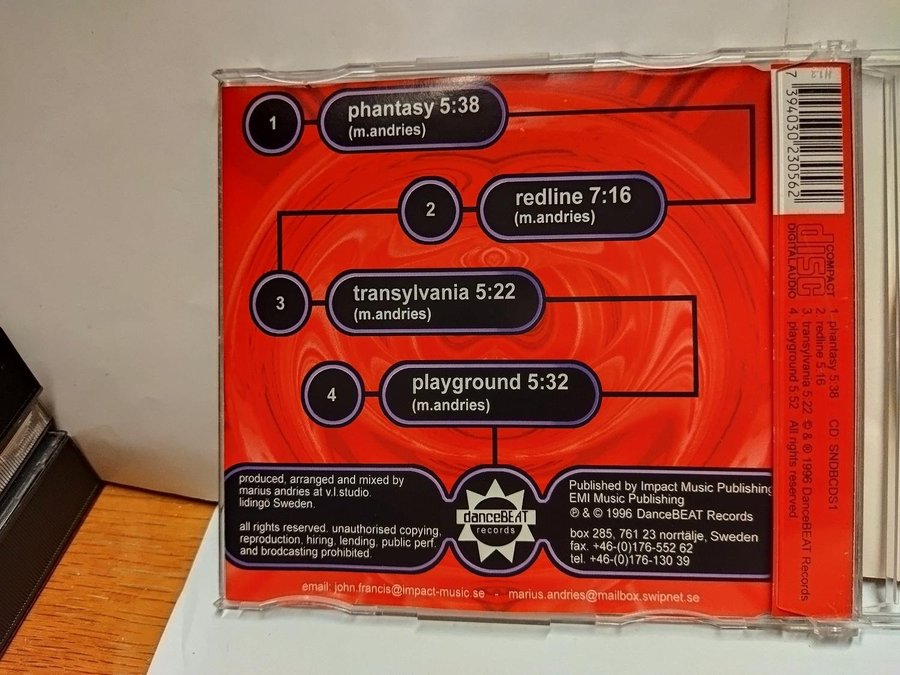 1
phantasy 5:38
(m.andries)
2
redline 7:16
(m.andries)
3
transylvania 5:22
(m.andries)
4
playground 5:32
(m.andries)
produced, arranged and mixed by
marius andries at v.l.studio.
lidingö Sweden.
all rights reserved. unauthorised copying,
reproduction, hiring, lending, public perf.
and brodcasting prohibited.
danceBEAT
records
Published by Impact Music Publishing
EMI Music Publishing
℗ & © 1996 DanceBEAT Records
box 285, 761 23 norrtälje, Sweden
fax. +46-(0)176-552 62
tel. +46-(0)176-130 39
email: john.francis@impact-music.se - marius.andries@mailbox.swipnet.se
7 394030 230562
COMPACT
disc
DIGITAL AUDIO
1. phantasy 5.38 CD SNDBCDS1
2. redline 5.16
3 transylvania 5.22 © & ® 1996 DanceBEAT Records
4. playground 5.52 All rights reserved